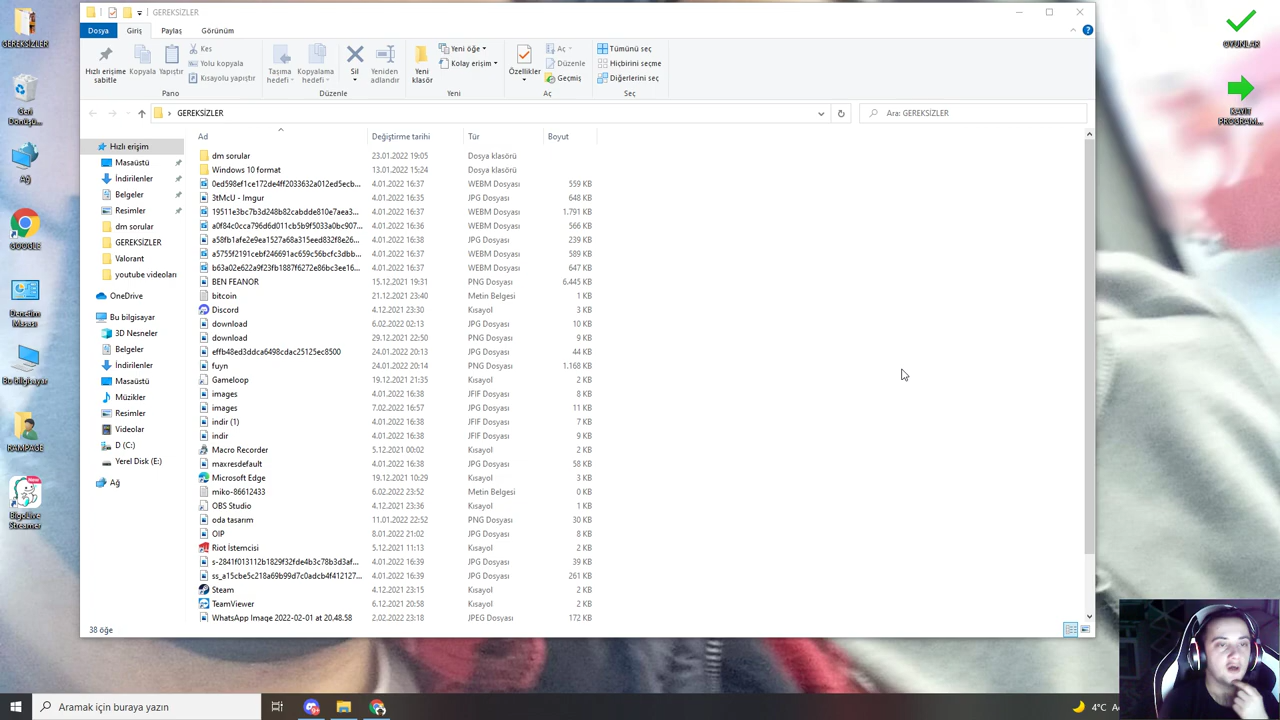 GEREKSİZLER
Dosya Giriş Paylaş Görünüm
Hızlı erişime sabitle
Kopyala
Yapıştır
Kes
Yolu kopyala
Kısayolu yapıştır
Pano
Taşıma hedefi
Kopyalama hedefi
Sil
Yeniden adlandır
Düzenle
Yeni klasör
Yeni öğe
Kolay erişim
Yeni
Özellikler
Aç
Düzenle
Geçmiş
Aç
Tümünü seç
Hiçbirini seçme
Diğerlerini seç
Seç
GEREKSİZLER
Ara: GEREKSİZLER
Hızlı erişim
Masaüstü
İndirilenler
Belgeler
Resimler
dm sorular
GEREKSİZLER
Valorant
youtube videoları
OneDrive
Bu bilgisayar
3D Nesneler
Belgeler
İndirilenler
Masaüstü
Müzikler
Resimler
Videolar
D (C:)
Yerel Disk (E:)
Ağ
Ad Değiştirme tarihi Tür Boyut
dm sorular 23.01.2022 19:05 Dosya klasörü
Windows 10 format 13.01.2022 15:24 Dosya klasörü
0ed598ef1ce172de4ff2033632a012ed5ecb... 4.01.2022 16:37 WEBM Dosyası 559 KB
3tMcU - Imgur 4.01.2022 16:35 JPG Dosyası 648 KB
19511e3bc7b3d248b82cabdde810e7aea3... 4.01.2022 16:37 WEBM Dosyası 1.791 KB
a0f84c0cca796d6d011cb5b9f5033a0bc907... 4.01.2022 16:36 WEBM Dosyası 566 KB
a58fb1afe2e9ea1527a68a315eed832f8e26... 4.01.2022 16:38 JPG Dosyası 239 KB
a5755f2191cebf246691ac659c56bcfc3dbb... 4.01.2022 16:37 WEBM Dosyası 589 KB
b63a02e622a9f23fb1887f6272e86bc3ee16... 4.01.2022 16:37 WEBM Dosyası 647 KB
BEN FEANOR 15.12.2021 19:31 PNG Dosyası 6.445 KB
bitcoin 21.12.2021 23:40 Metin Belgesi 1 KB
Discord 4.12.2021 23:30 Kısayol 3 KB
download 6.02.2022 02:13 JPG Dosyası 10 KB
download 29.12.2021 22:50 PNG Dosyası 9 KB
effb48ed3ddca6498cdac25125ec8500 24.01.2022 20:13 JPG Dosyası 44 KB
fuyn 24.01.2022 20:14 PNG Dosyası 1.168 KB
Gameloop 19.12.2021 21:35 Kısayol 2 KB
images 4.01.2022 16:38 JFIF Dosyası 8 KB
images 7.02.2022 16:57 JPG Dosyası 11 KB
indir (1) 4.01.2022 16:38 JFIF Dosyası 7 KB
indir 4.01.2022 16:38 JFIF Dosyası 9 KB
Macro Recorder 5.12.2021 00:02 Kısayol 2 KB
maxresdefault 4.01.2022 16:38 JPG Dosyası 58 KB
Microsoft Edge 19.12.2021 10:29 Kısayol 3 KB
miko-86612433 6.02.2022 23:52 Metin Belgesi 0 KB
OBS Studio 4.12.2021 23:36 Kısayol 1 KB
oda tasarım 11.01.2022 22:52 PNG Dosyası 30 KB
OIP 8.01.2022 21:02 JPG Dosyası 8 KB
Riot İstemcisi 5.12.2021 11:13 Kısayol 2 KB
s-2841f013112b1829f32fde4b3c78b3d3af... 4.01.2022 16:39 JPG Dosyası 39 KB
ss_a15cbe5c218a69b99d7c0adcb4f412127... 4.01.2022 16:39 JPG Dosyası 261 KB
Steam 4.12.2021 23:15 Kısayol 2 KB
TeamViewer 6.12.2021 20:58 Kısayol 2 KB
WhatsApp Image 2022-02-01 at 20.48.58 2.02.2022 23:18 JPEG Dosyası 172 KB
38 öğe
GEREKSİZLER
Geri
Dönüşü...
Ağ
GOOGLE
Denetim
Masası
Bu bilgisayar
RAMPAGE
BigoLive
Streamer
OYUNLAR
KAYIT
PROGRAM...
Aramak için buraya yazın
4°C